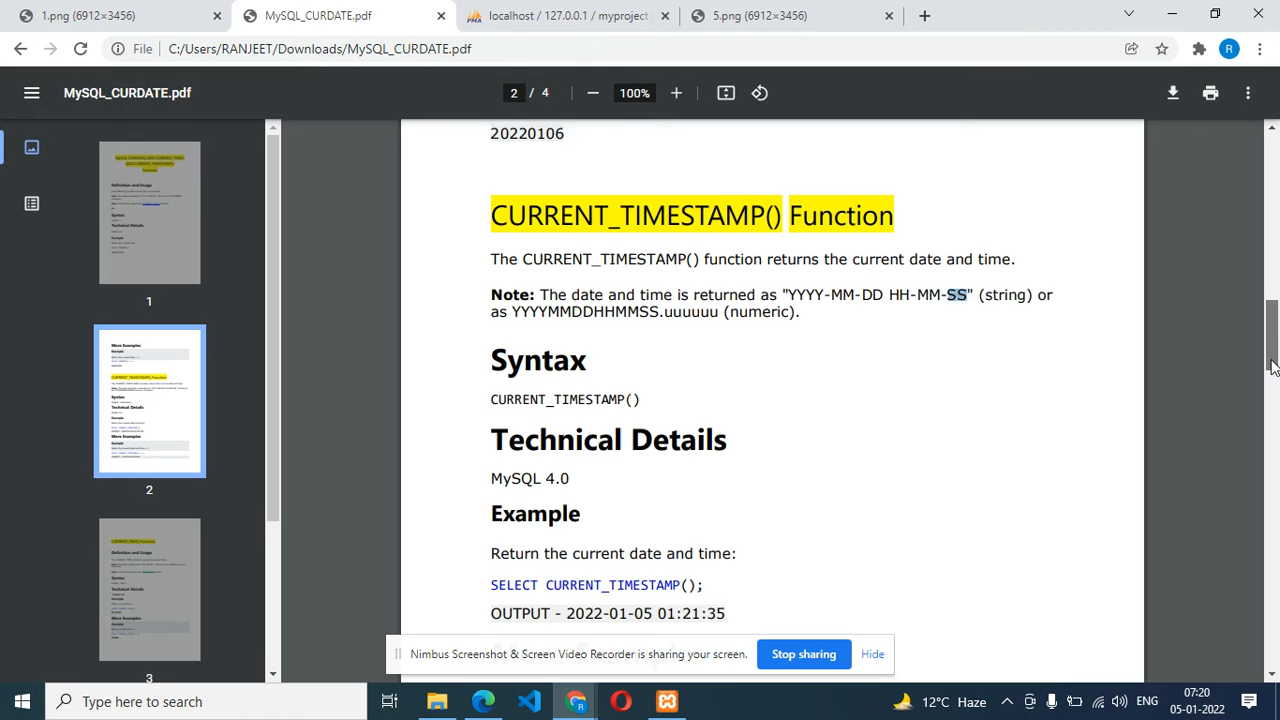 1.png (6912×3456)
MySQL_CURDATE.pdf
localhost / 127.0.0.1 / myproject
5.png (6912×3456)
File
C:/Users/RANJEET/Downloads/MySQL_CURDATE.pdf
R
MySQL_CURDATE.pdf
2 / 4
100%
1
2
3
20220106
CURRENT_TIMESTAMP() Function
The CURRENT_TIMESTAMP() function returns the current date and time.
Note: The date and time is returned as "YYYY-MM-DD HH-MM-SS" (string) or
as YYYYMMDDHHMMSS.uuuuuu (numeric).
Syntax
CURRENT_TIMESTAMP()
Technical Details
MySQL 4.0
Example
Return the current date and time:
SELECT CURRENT_TIMESTAMP();
OUTPUT - 2022-01-05 01:21:35
Nimbus Screenshot & Screen Video Recorder is sharing your screen.
Stop sharing
Hide
Type here to search
12°C Haze
ENG
07:20
05-01-2022